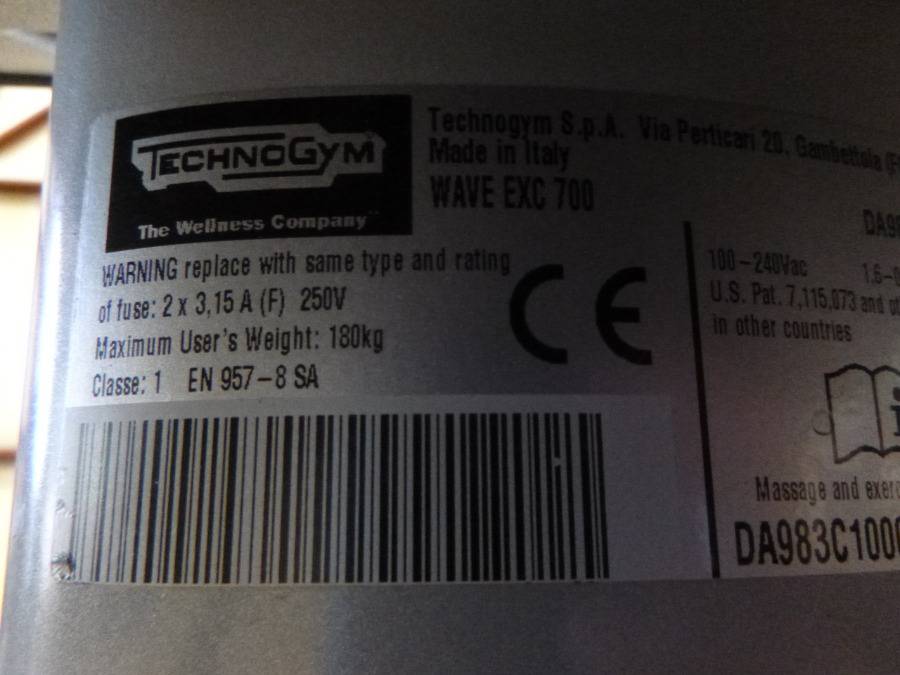 TECHNOGYM
The Wellness Company
Technogym S.p.A. Via Perticari 20, Gambettola
Made in Italy
WAVE EXC 700
WARNING replace with same type and rating
of fuse: 2 x 3,15 A (F) 250V
Maximum User's Weight: 180kg
Classe: 1 EN 957-8 SA
CE
100-240Vac
U.S. Pat. 7,115,073 and
in other countries
i
Massage and
DA983C100